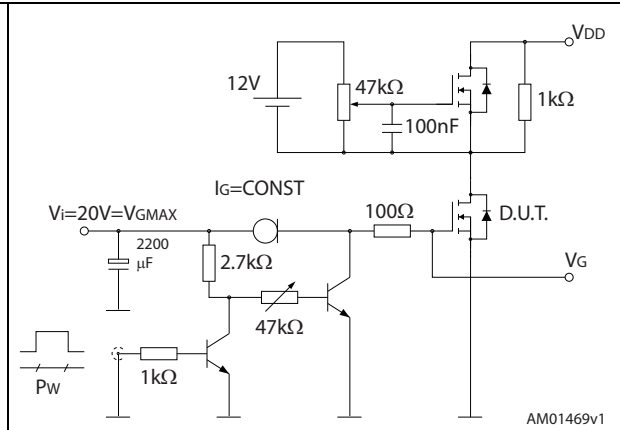 VDD
12V
47kΩ
1kΩ
100nF
IG=CONST
Vi=20V=VGMAX
100Ω
D.U.T.
2200
μF
2.7kΩ
VG
47kΩ
1kΩ
PW
AM01469v1